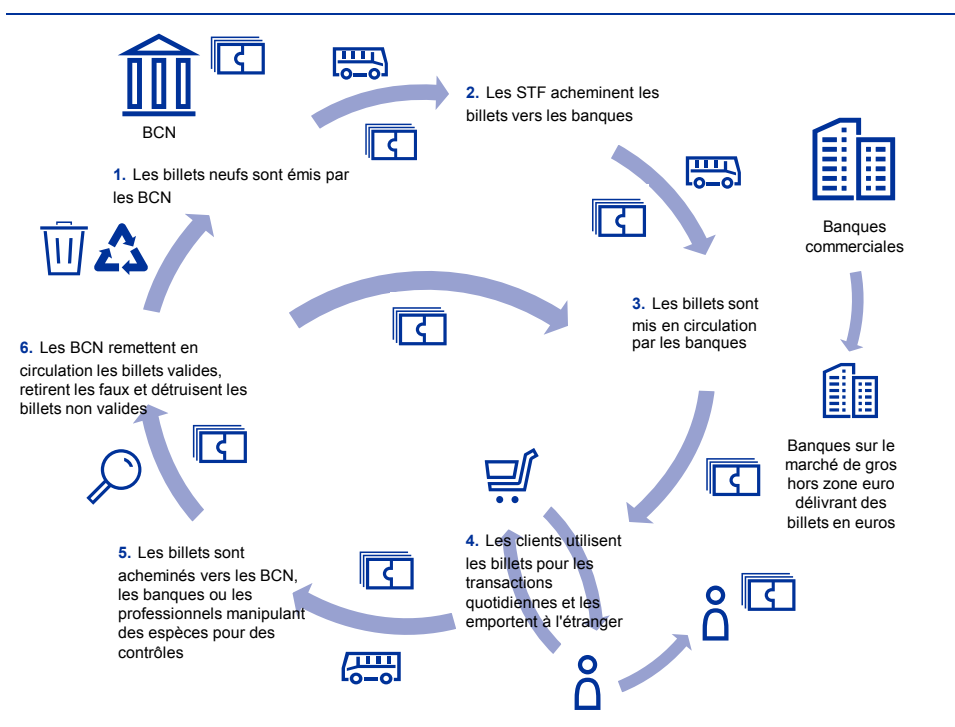 BCN
1. Les billets neufs sont émis par
les BCN
2. Les STF acheminent les
billets vers les banques
Banques
commerciales
3. Les billets sont
mis en circulation
par les banques
Banques sur le
marché de gros
hors zone euro
délivrant des
billets en euros
4. Les clients utilisent
les billets pour les
transactions
quotidiennes et les
emportent à l'étranger
5. Les billets sont
acheminés vers les BCN,
les banques ou les
professionnels manipulant
des espèces pour des
contrôles
6. Les BCN remettent en
circulation les billets valides,
retirent les faux et détruisent les
billets non valides